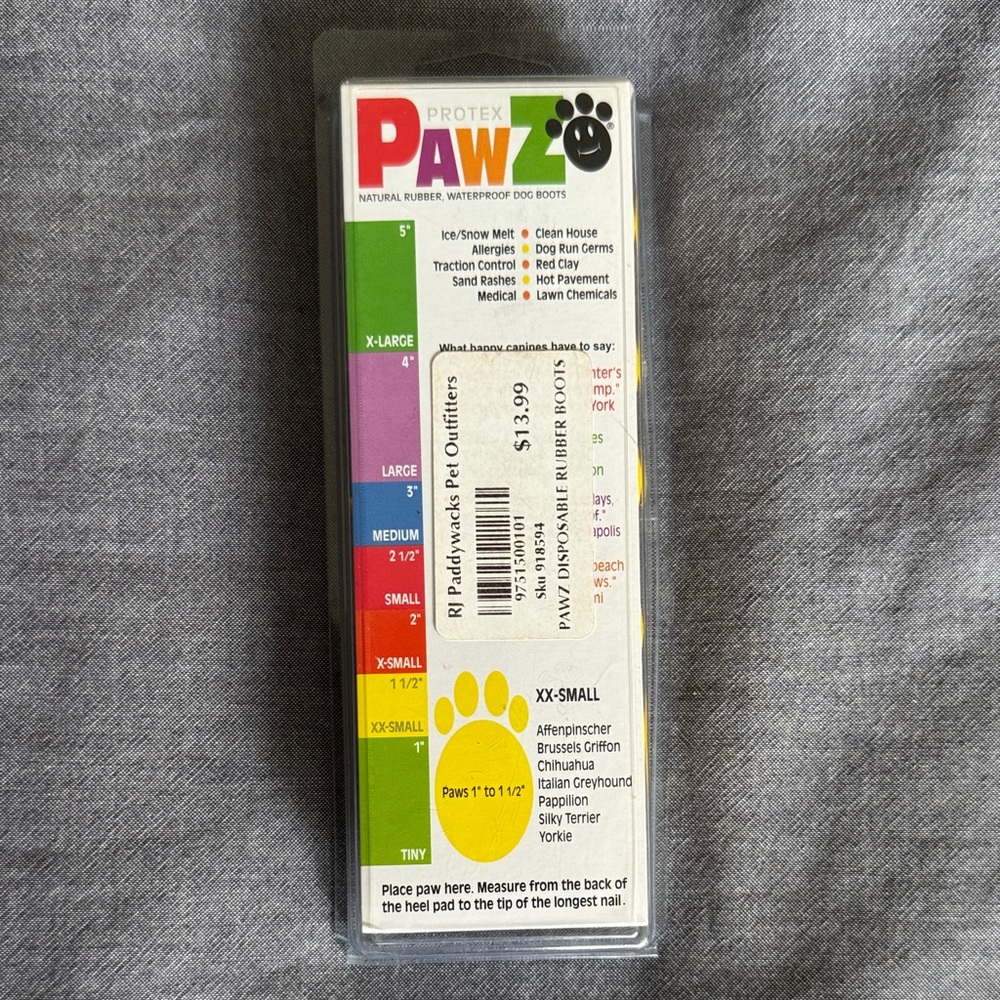 PROTEX
PAWZ®
NATURAL RUBBER, WATERPROOF DOG BOOTS
5"
X-LARGE
4"
LARGE
3"
MEDIUM
2 1/2"
SMALL
2"
X-SMALL
1 1/2"
XX-SMALL
1"
TINY
Ice/Snow Melt • Clean House
Allergies • Dog Run Germs
Traction Control • Red Clay
Sand Rashes • Hot Pavement
Medical • Lawn Chemicals
What happy canines have to say:
mp."
York
RJ Paddywacks Pet Outfitters
$13.99
9751500101
Sku 918594
PAWZ DISPOSABLE RUBBER BOOTS
beach
XX-SMALL
Affenpinscher
Brussels Griffon
Chihuahua
Italian Greyhound
Pappilion
Silky Terrier
Yorkie
Paws 1" to 1 1/2"
Place paw here. Measure from the back of
the heel pad to the tip of the longest nail.